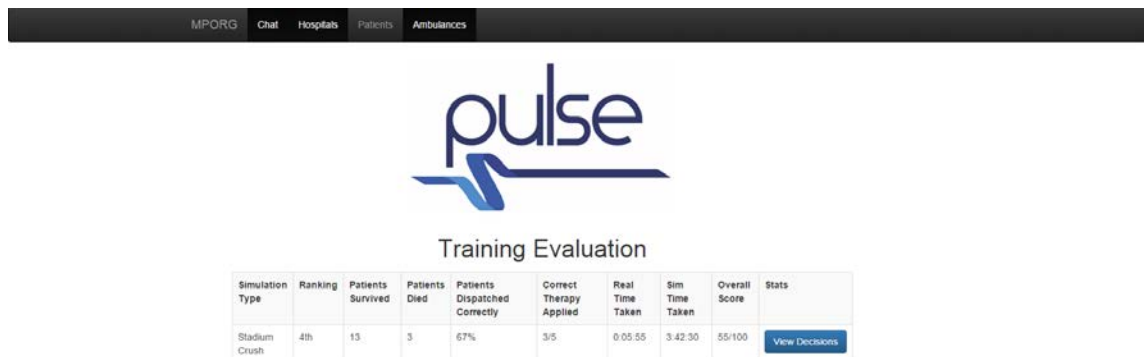 MPORG Chat Hospitals Patients Ambulances
pulse
Training Evaluation
Simulation Type Ranking Patients Survived Patients Died Patients Dispatched Correctly Correct Therapy Applied Real Time Taken Sim Time Taken Overall Score Stats
Stadium Crush 4th 13 3 67% 3/5 0:05:55 3:42:30 55/100 View Decisions